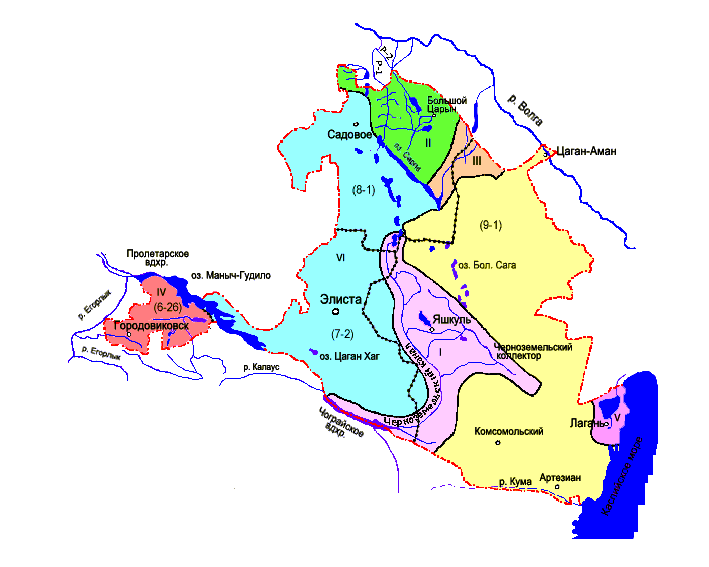 Р-2
Р-1
р. Волга
Большой
Царын
II
Садовое
оз. Сарпа
III
Цаган-Аман
(8-1)
(9-1)
Пролетарское
вдхр.
оз. Маныч-Гудило
VI
оз. Бол. Сага
IV
(6-26)
р. Егорлык
Городовиковск
Элиста
(7-2)
Яшкуль
I
Черноземельский
коллектор
р. Егорлык
оз. Цаган Хаг
р. Калаус
Черноземельский канал
Чограйское
вдхр.
Комсомольский
Лагань
V
Каспийское море
Артезиан
р. Кума